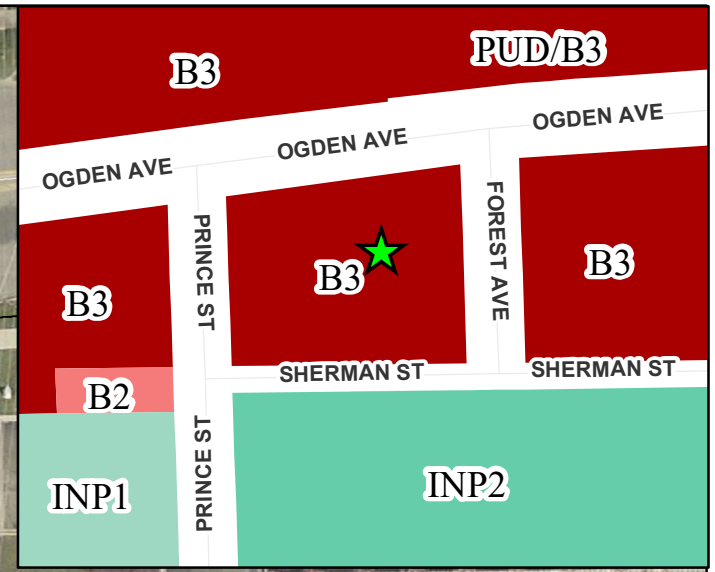 B3
PUD/B3
OGDEN AVE
OGDEN AVE
OGDEN AVE
PRINCE ST
FOREST AVE
B3
B3
B3
SHERMAN ST
SHERMAN ST
B2
PRINCE ST
INP1
INP2